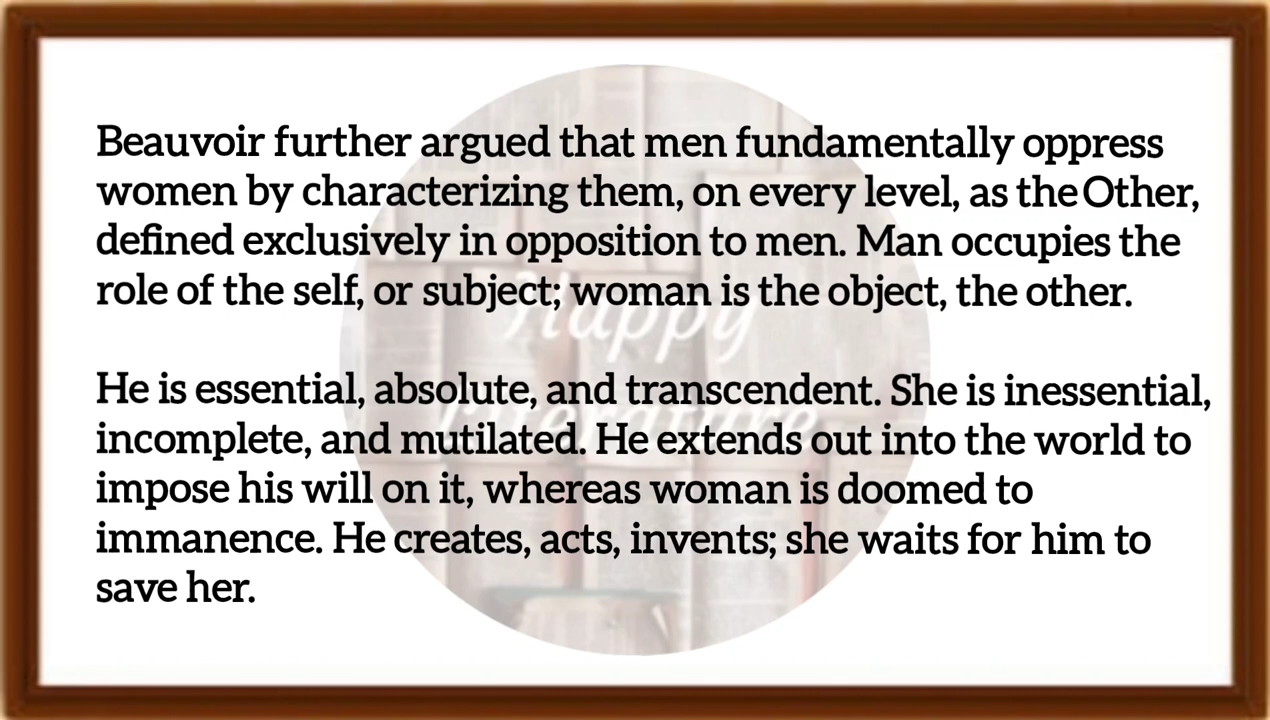 Beauvoir further argued that men fundamentally oppress
women by characterizing them, on every level, as the Other,
defined exclusively in opposition to men. Man occupies the
role of the self, or subject; woman is the object, the other.
Happy
Literature
He is essential, absolute, and transcendent. She is inessential,
incomplete, and mutilated. He extends out into the world to
impose his will on it, whereas woman is doomed to
immanence. He creates, acts, invents; she waits for him to
save her.